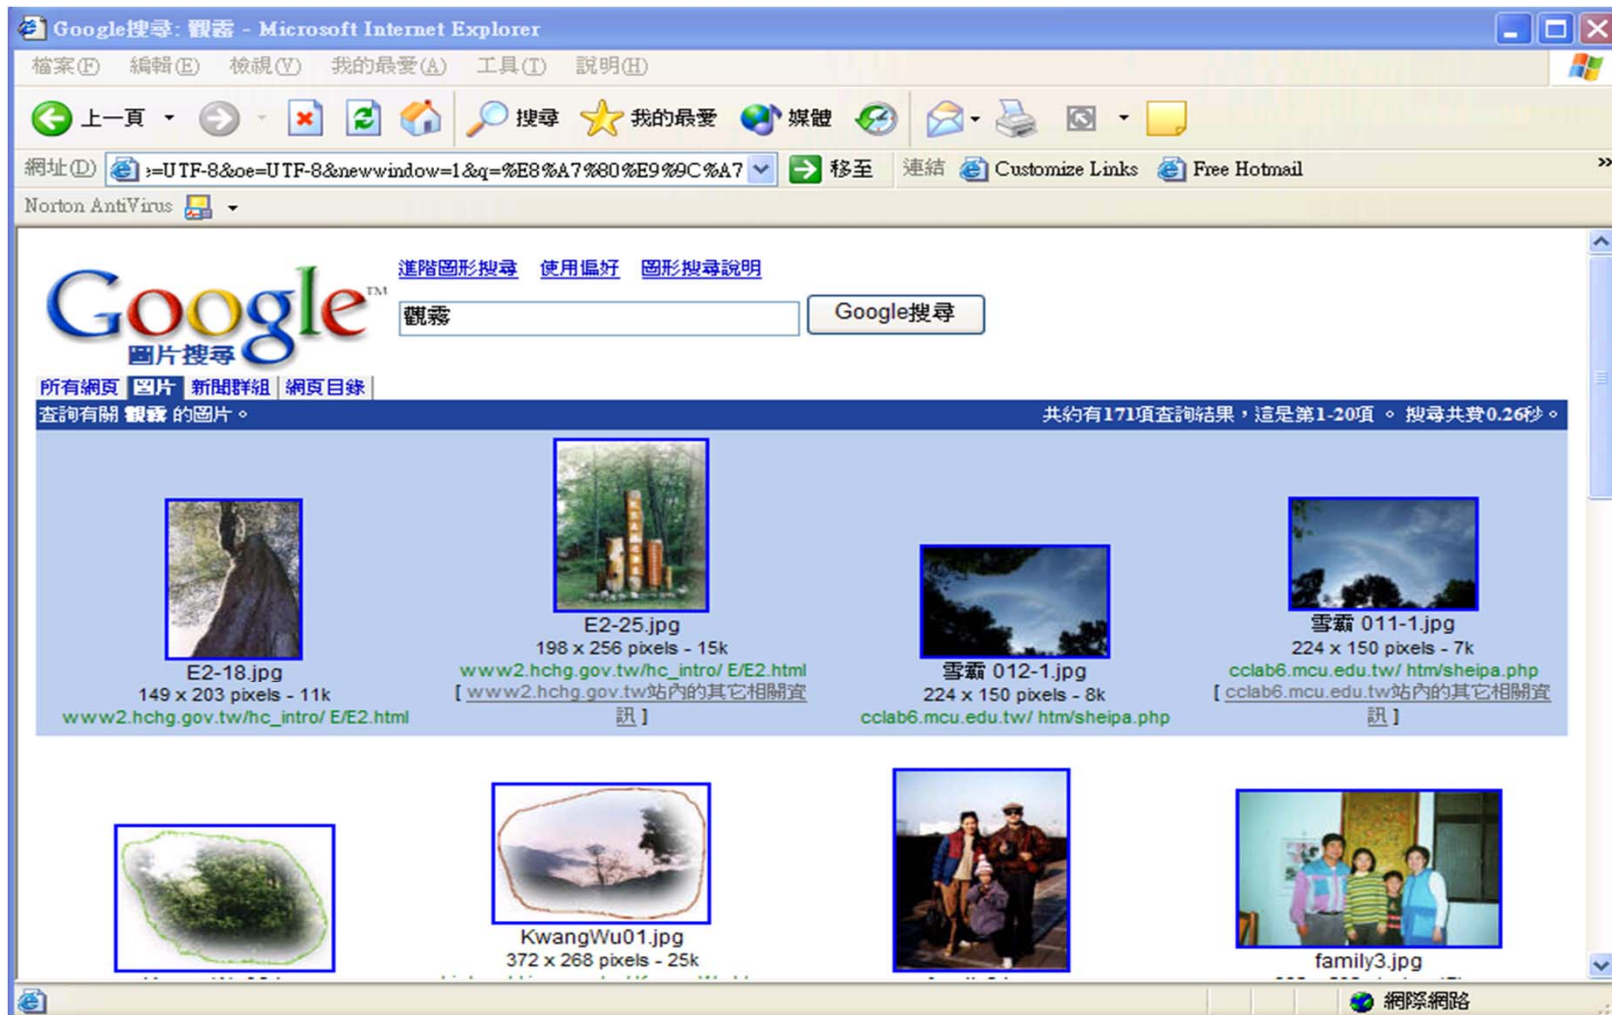 Google搜尋: 觀霧 - Microsoft Internet Explorer
檔案(F) 編輯(E) 檢視(V) 我的最愛(A) 工具(T) 說明(H)
上一頁 搜尋 我的最愛 媒體
網址(D) :=UTF-8&oe=UTF-8&newwindow=1&q=%E8%A7%80%E9%9C%A7 移至 連結 Customize Links Free Hotmail »
Norton AntiVirus
進階圖形搜尋 使用偏好 圖形搜尋說明
Google™
觀霧 Google搜尋
圖片搜尋
所有網頁 圖片 新聞群組 網頁目錄
查詢有關 觀霧 的圖片。 共約有171項查詢結果,這是第1-20項 。 搜尋共費0.26秒。
E2-18.jpg
149 x 203 pixels - 11k
www2.hchg.gov.tw/hc_intro/ E/E2.html
E2-25.jpg
198 x 256 pixels - 15k
www2.hchg.gov.tw/hc_intro/ E/E2.html
[ www2.hchg.gov.tw站內的其它相關資
訊 ]
雪霸 012-1.jpg
224 x 150 pixels - 8k
cclab6.mcu.edu.tw/ htm/sheipa.php
雪霸 011-1.jpg
224 x 150 pixels - 7k
cclab6.mcu.edu.tw/ htm/sheipa.php
[ cclab6.mcu.edu.tw站內的其它相關資
訊 ]
KwangWu01.jpg
372 x 268 pixels - 25k
family3.jpg
網際網路